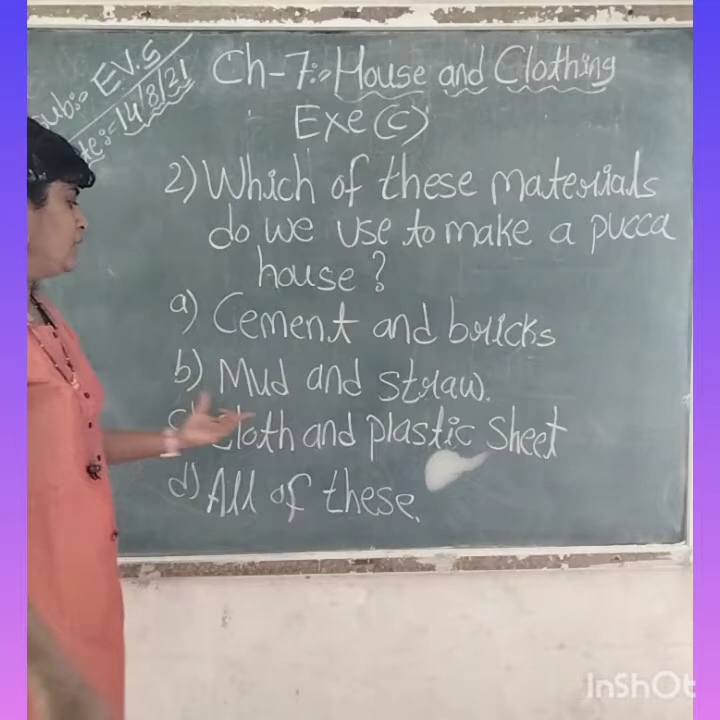 Sub:- EV.S
Date:- 14/8/21
Ch-7:- House and Clothing
Exe (C)
2) Which of these materials
do we use to make a pucca
house?
a) Cement and bricks
b) Mud and straw.
c) Cloth and plastic sheet
d) All of these.
InShOt